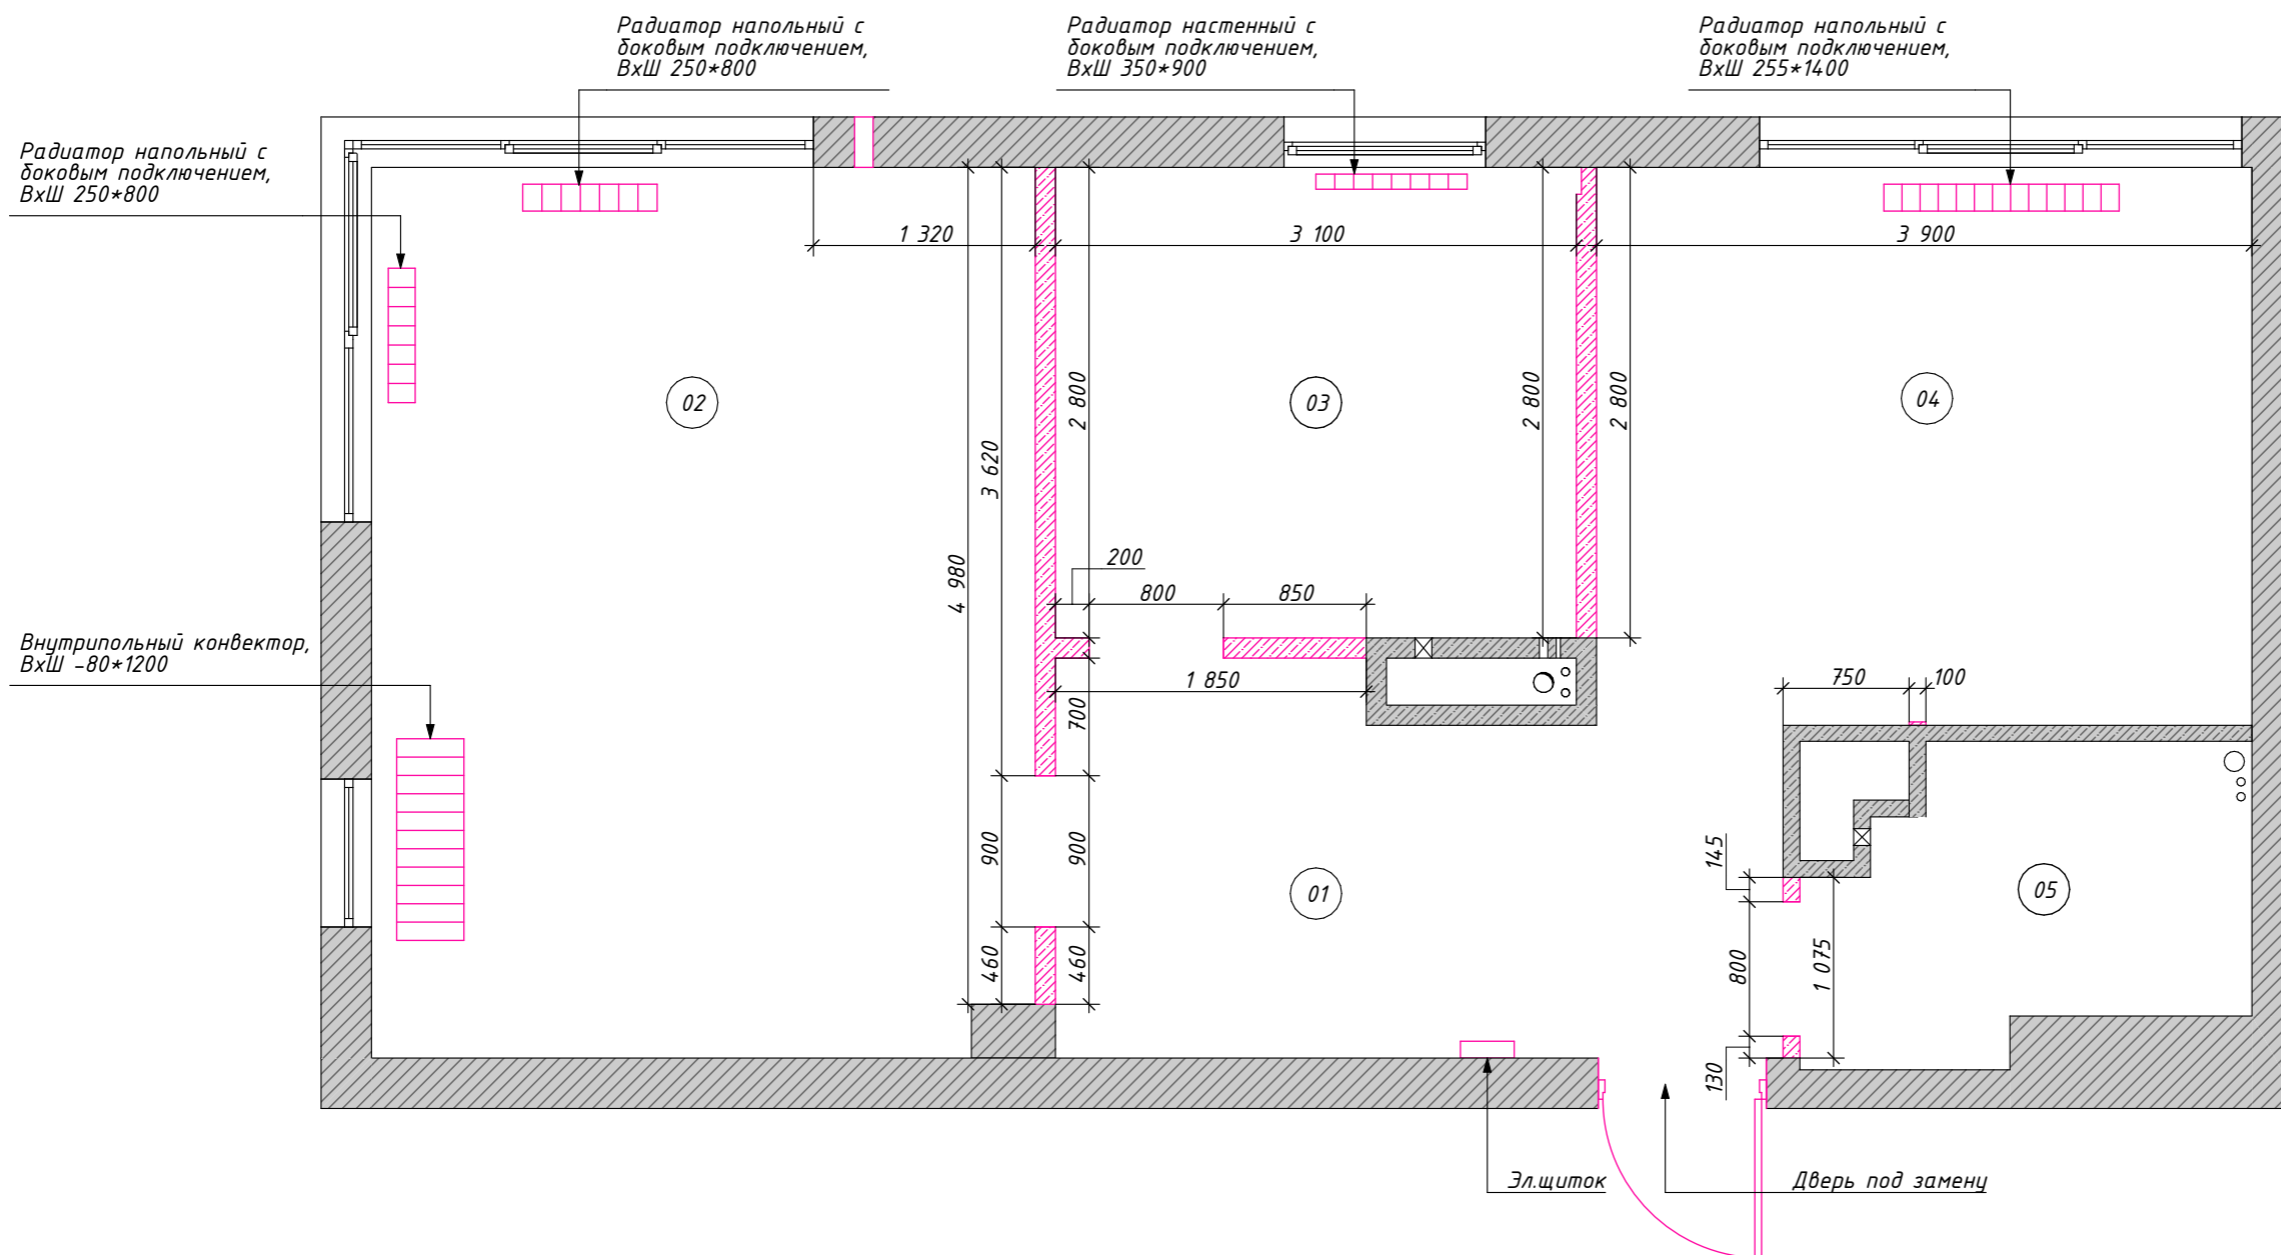 Радиатор напольный с
боковым подключением,
ВхШ 250*800
Радиатор настенный с
боковым подключением,
ВхШ 350*900
Радиатор напольный с
боковым подключением,
ВхШ 255*1400
Радиатор напольный с
боковым подключением,
ВхШ 250*800
1 320
3 100
3 900
02
03
04
2 800
2 800
2 800
3 620
4 980
200
800
850
Внутрипольный конвектор,
ВхШ -80*1200
1 850
700
750
100
900
900
145
01
05
460
460
800
1 075
130
Эл.щиток
Дверь под замену